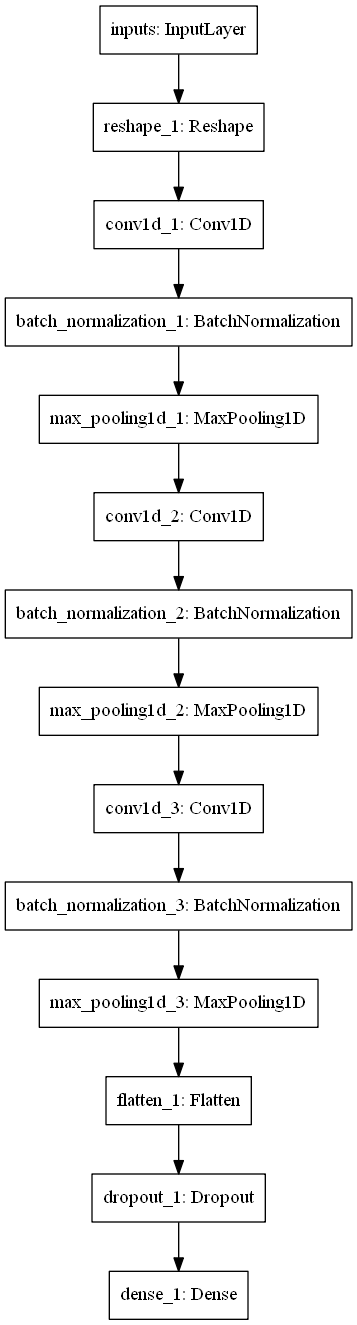 inputs: InputLayer
reshape_1: Reshape
conv1d_1: Conv1D
batch_normalization_1: BatchNormalization
max_pooling1d_1: MaxPooling1D
conv1d_2: Conv1D
batch_normalization_2: BatchNormalization
max_pooling1d_2: MaxPooling1D
conv1d_3: Conv1D
batch_normalization_3: BatchNormalization
max_pooling1d_3: MaxPooling1D
flatten_1: Flatten
dropout_1: Dropout
dense_1: Dense